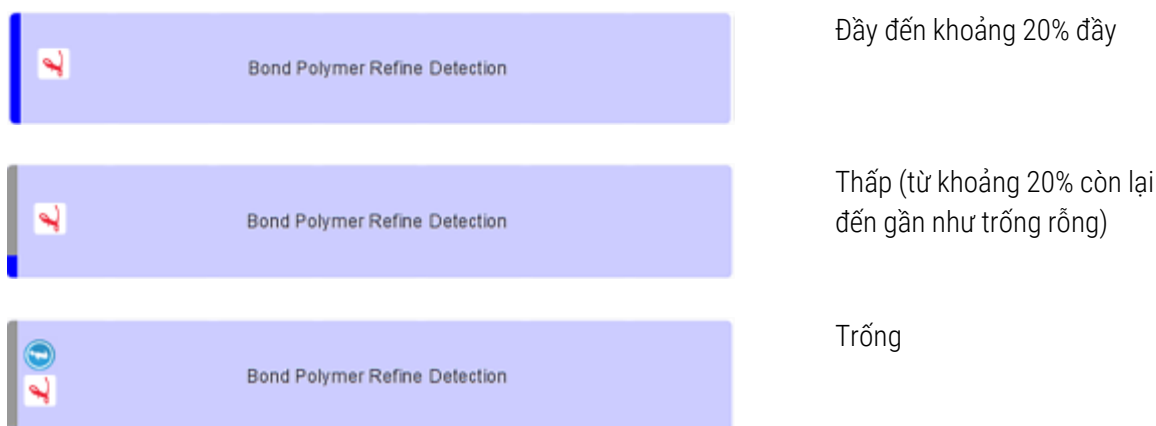 Bond Polymer Refine Detection
Đầy đến khoảng 20% đầy
Bond Polymer Refine Detection
Thấp (từ khoảng 20% còn lại
đến gần như trống rỗng)
Bond Polymer Refine Detection
Trống